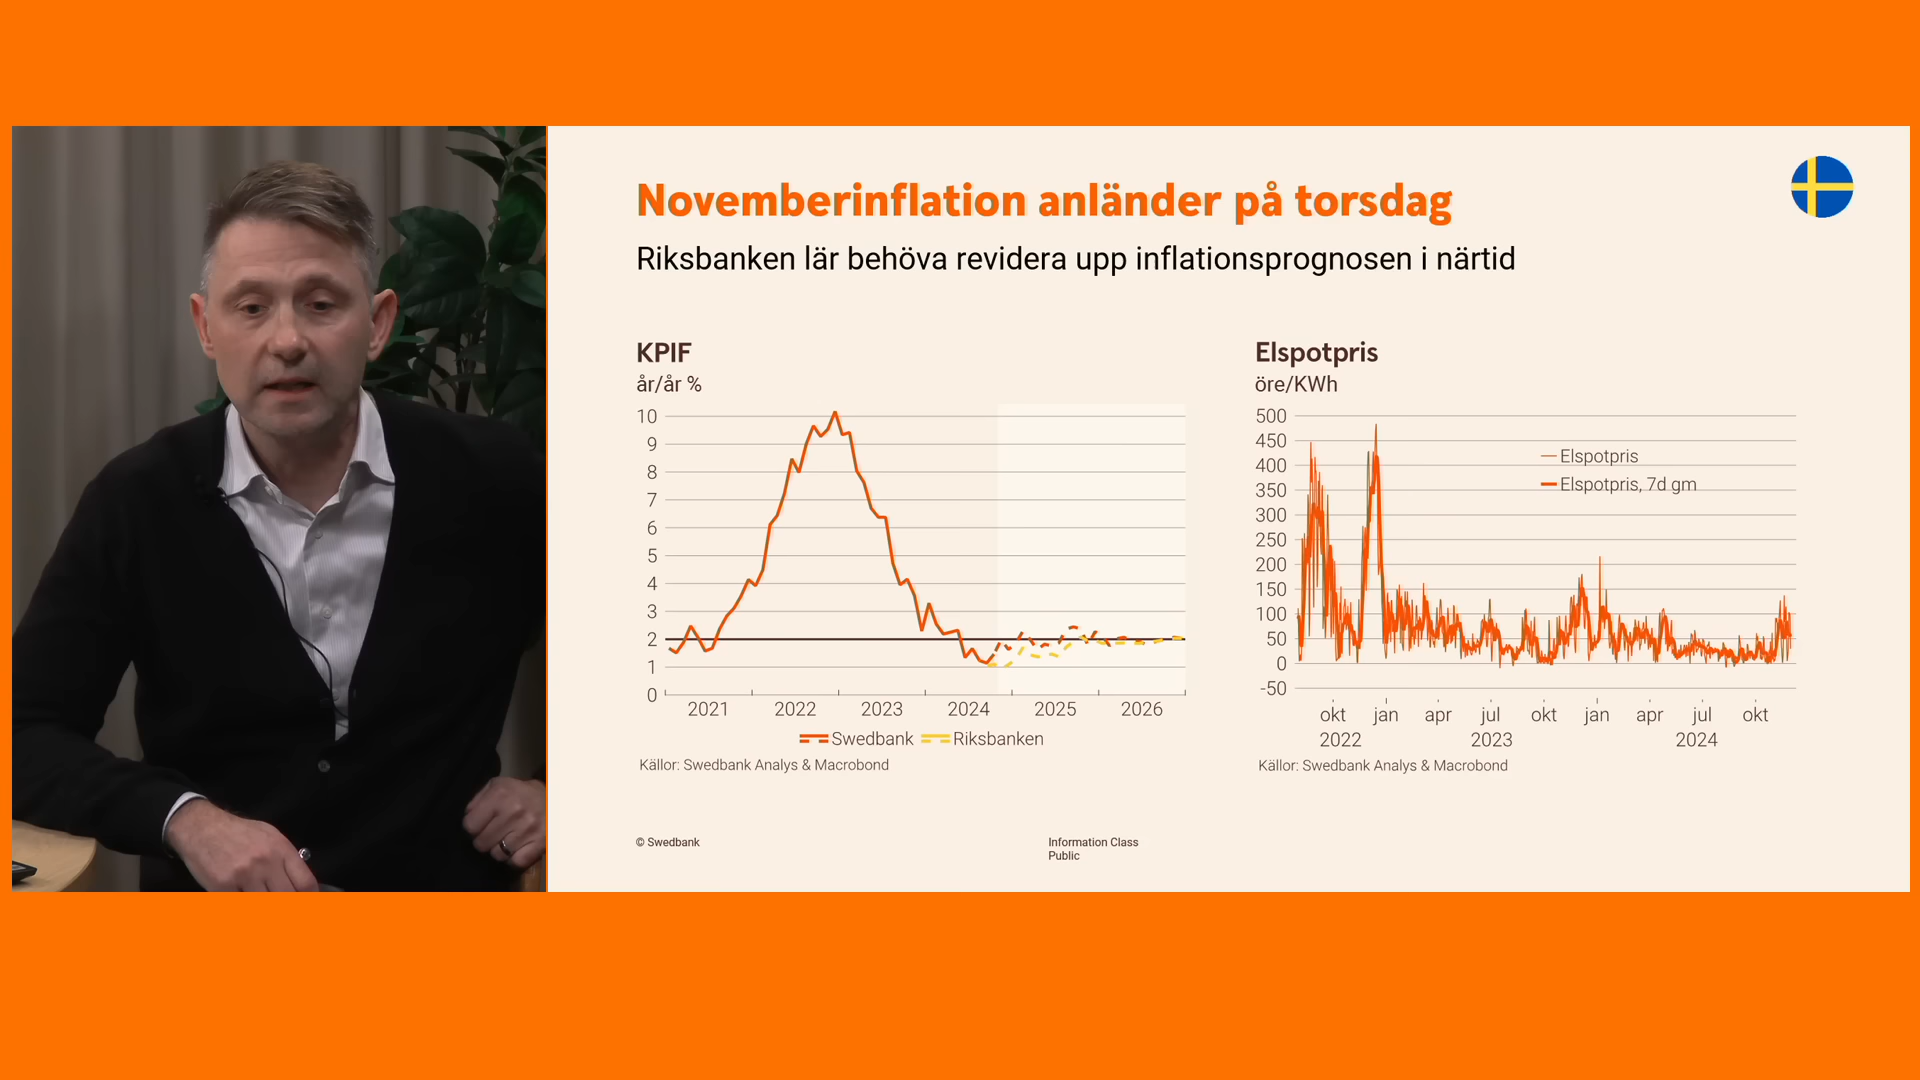 Novemberinflation anländer på torsdag
Riksbanken lär behöva revidera upp inflationsprognosen i närtid
KPIF
år/år %
10
9
8
7
6
5
4
3
2
1
0
2021 2022 2023 2024 2025 2026
Swedbank Riksbanken
Källor: Swedbank Analys & Macrobond
Elspotpris
öre/KWh
500
450
400
350
300
250
200
150
100
50
0
-50
Elspotpris
Elspotpris, 7d gm
okt jan apr jul okt jan apr jul okt
2022 2023 2024
Källor: Swedbank Analys & Macrobond
© Swedbank
Information Class
Public